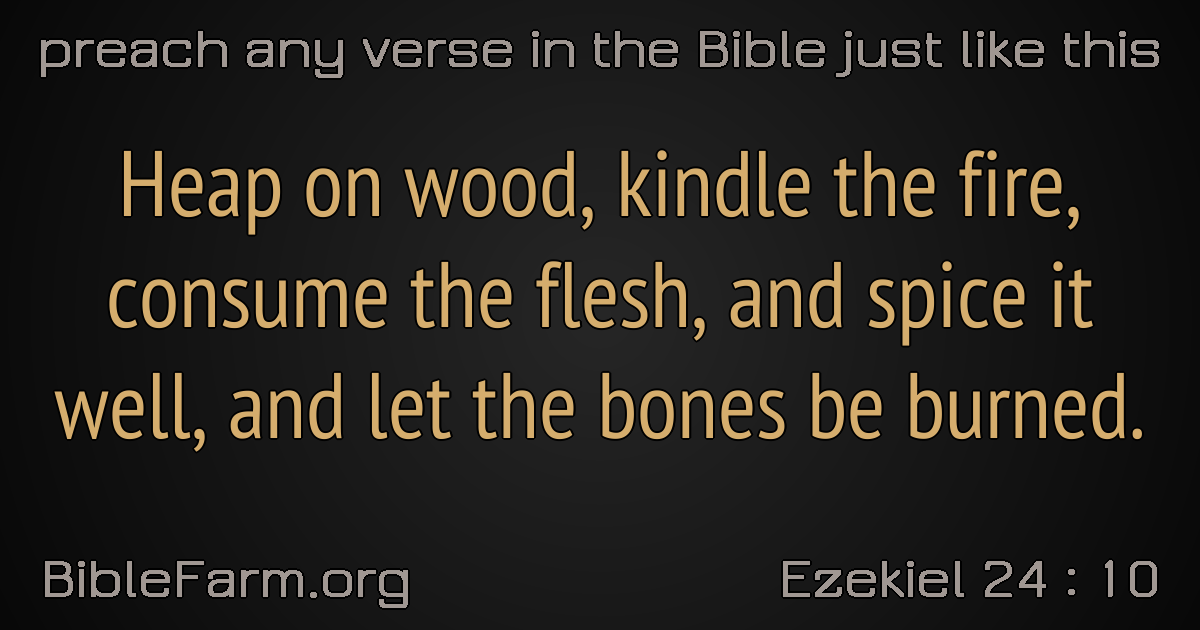 preach any verse in the Bible just like this
Heap on wood, kindle the fire,
consume the flesh, and spice it
well, and let the bones be burned.
BibleFarm.org
Ezekiel 24 : 10